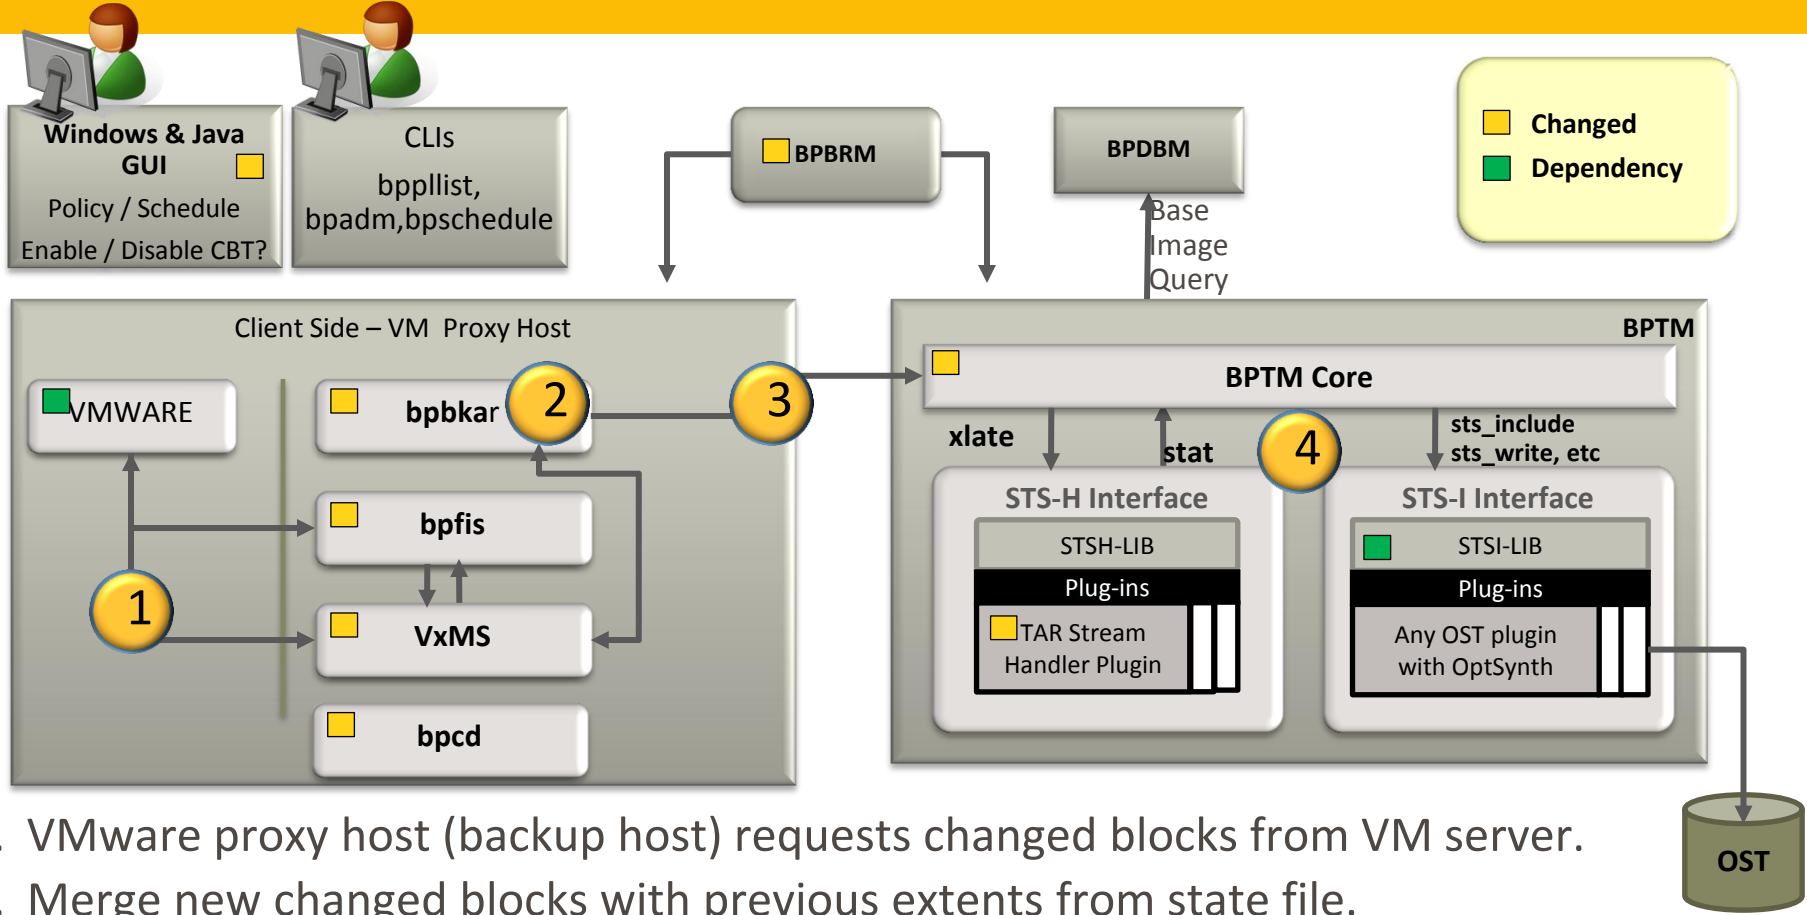 Windows & Java
GUI
Policy / Schedule
Enable / Disable CBT?
CLIs
bppllist,
bpadm,bpschedule
BPBRM
BPDBM
Base
Image
Query
Changed
Dependency
Client Side – VM  Proxy Host
VMWARE
bpbkar
2
3
bpfis
1
VxMS
bpcd
BPTM
BPTM Core
xlate
stat
4
sts_include
sts_write, etc
STS-H Interface
STSH-LIB
Plug-ins
TAR Stream
Handler Plugin
STS-I Interface
STSI-LIB
Plug-ins
Any OST plugin
with OptSynth
OST
. VMware proxy host (backup host) requests changed blocks from VM server.
. Merge new changed blocks with previous extents from state file.